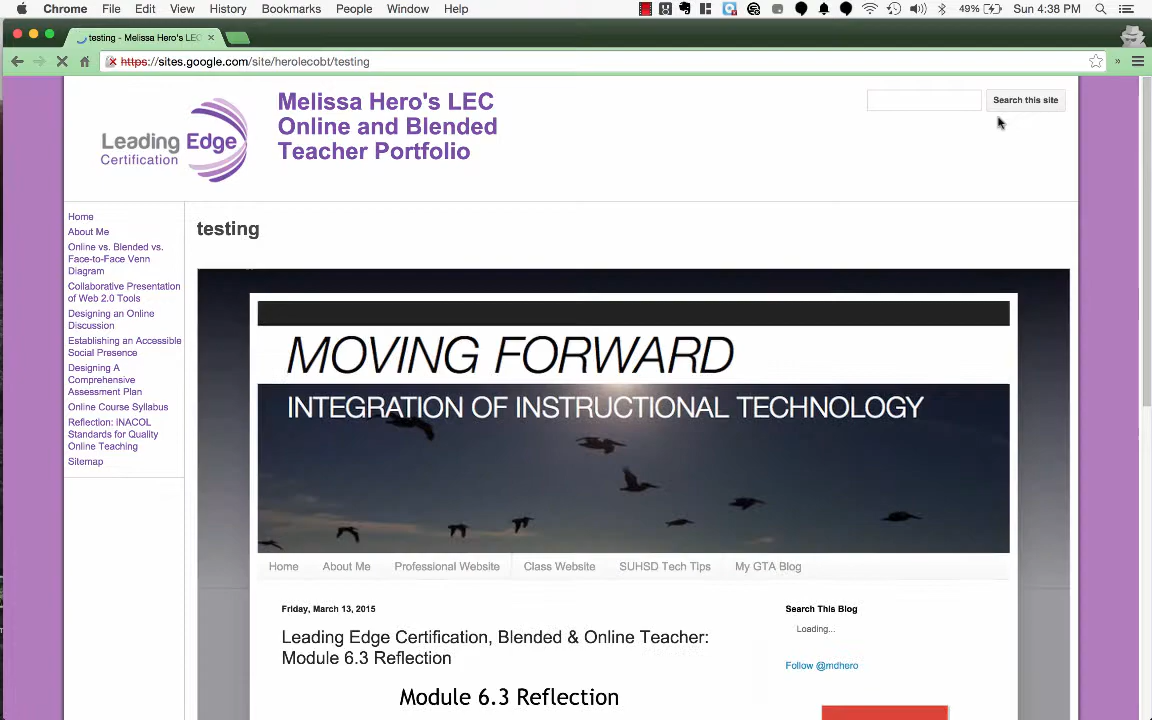 Chrome File Edit View History Bookmarks People Window Help 49% Sun 4:38 PM
testing - Melissa Hero's LEC
https://sites.google.com/site/herolecobt/testing
Leading Edge
Certification
Melissa Hero's LEC
Online and Blended
Teacher Portfolio
Search this site
Home
About Me
Online vs. Blended vs.
Face-to-Face Venn
Diagram
Collaborative Presentation
of Web 2.0 Tools
Designing an Online
Discussion
Establishing an Accessible
Social Presence
Designing A
Comprehensive
Assessment Plan
Online Course Syllabus
Reflection: iNACOL
Standards for Quality
Online Teaching
Sitemap
testing
MOVING FORWARD
INTEGRATION OF INSTRUCTIONAL TECHNOLOGY
Home About Me Professional Website Class Website SUHSD Tech Tips My GTA Blog
Friday, March 13, 2015
Leading Edge Certification, Blended & Online Teacher:
Module 6.3 Reflection
Module 6.3 Reflection
Search This Blog
Loading...
Follow @mdhero